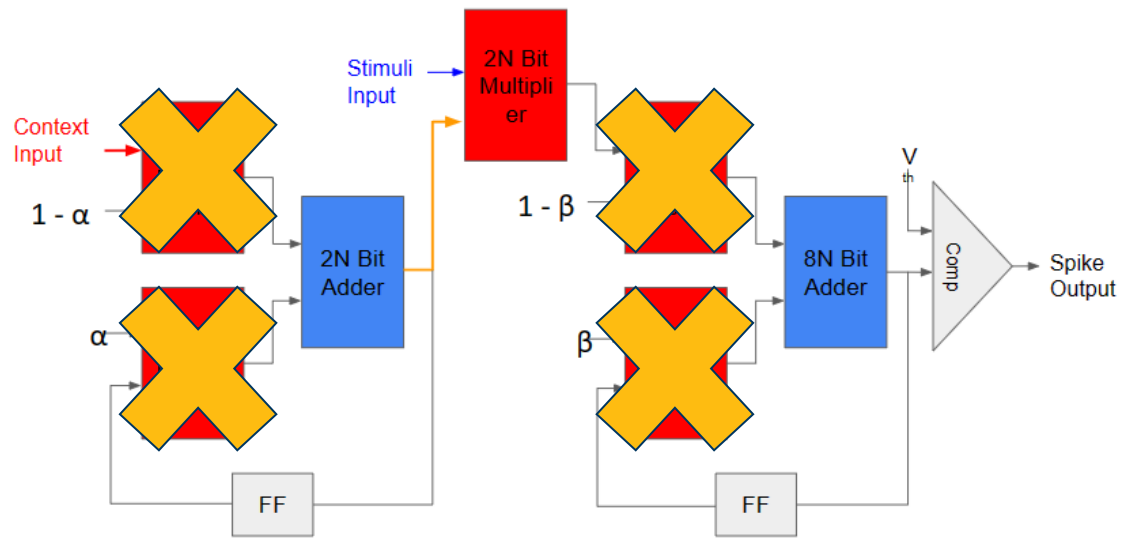 Context
Input
1 - α
α
2N Bit
Adder
FF
Stimuli
Input
2N Bit
Multipli
er
1 - β
β
8N Bit
Adder
FF
V
th
Comp
Spike
Output